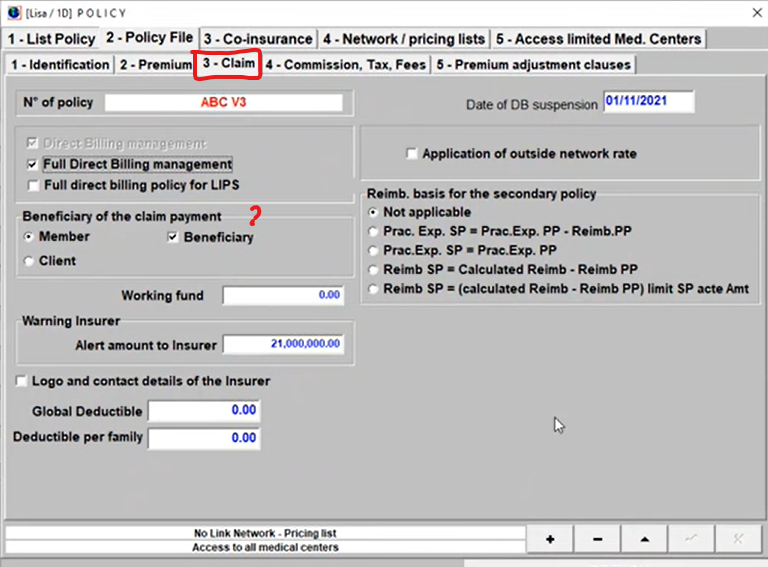 [Lisa / 1D] P O L I C Y
1 - List Policy 2 - Policy File 3 - Co-insurance 4 - Network / pricing lists 5 - Access limited Med. Centers
1 - Identification 2 - Premium 3 - Claim 4 - Commission, Tax, Fees 5 - Premium adjustment clauses
N° of policy ABC V3 Date of DB suspension 01/11/2021
Direct Billing management
Full Direct Billing management Application of outside network rate
Full direct billing policy for LIPS
Reimb. basis for the secondary policy
Beneficiary of the claim payment ? Not applicable
Member Beneficiary Prac. Exp. SP = Prac.Exp. PP - Reimb.PP
Prac.Exp. SP = Prac.Exp. PP
Client Reimb SP = Calculated Reimb - Reimb PP
Working fund 0.00 Reimb SP = (calculated Reimb - Reimb PP) limit SP acte Amt
Warning Insurer
Alert amount to Insurer 21,000,000.00
Logo and contact details of the Insurer
Global Deductible 0.00
Deductible per family 0.00
No Link Network - Pricing list
Access to all medical centers